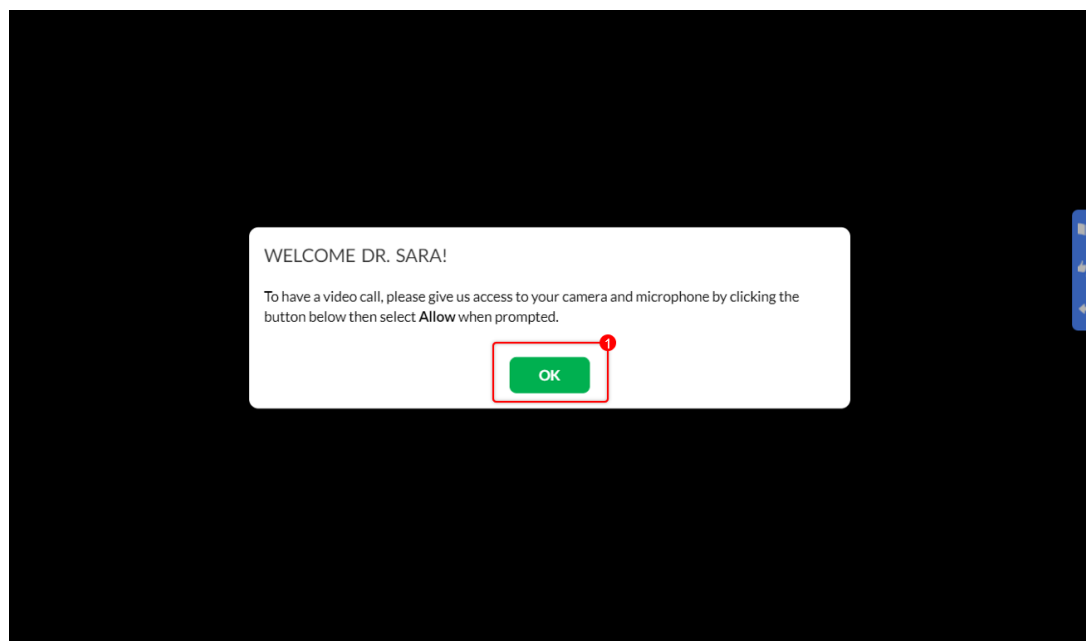 WELCOME DR. SARA!
To have a video call, please give us access to your camera and microphone by clicking the
button below then select Allow when prompted.
1
OK